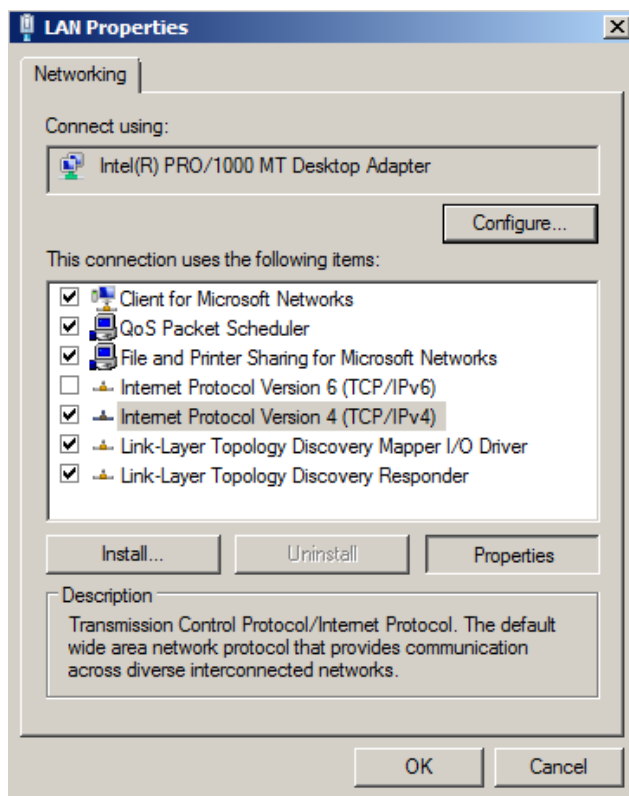 LAN Properties
Networking
Connect using:
Intel(R) PRO/1000 MT Desktop Adapter
Configure...
This connection uses the following items:
Client for Microsoft Networks
QoS Packet Scheduler
File and Printer Sharing for Microsoft Networks
Internet Protocol Version 6 (TCP/IPv6)
Internet Protocol Version 4 (TCP/IPv4)
Link-Layer Topology Discovery Mapper I/O Driver
Link-Layer Topology Discovery Responder
Install... Uninstall Properties
Description
Transmission Control Protocol/Internet Protocol. The default
wide area network protocol that provides communication
across diverse interconnected networks.
OK Cancel